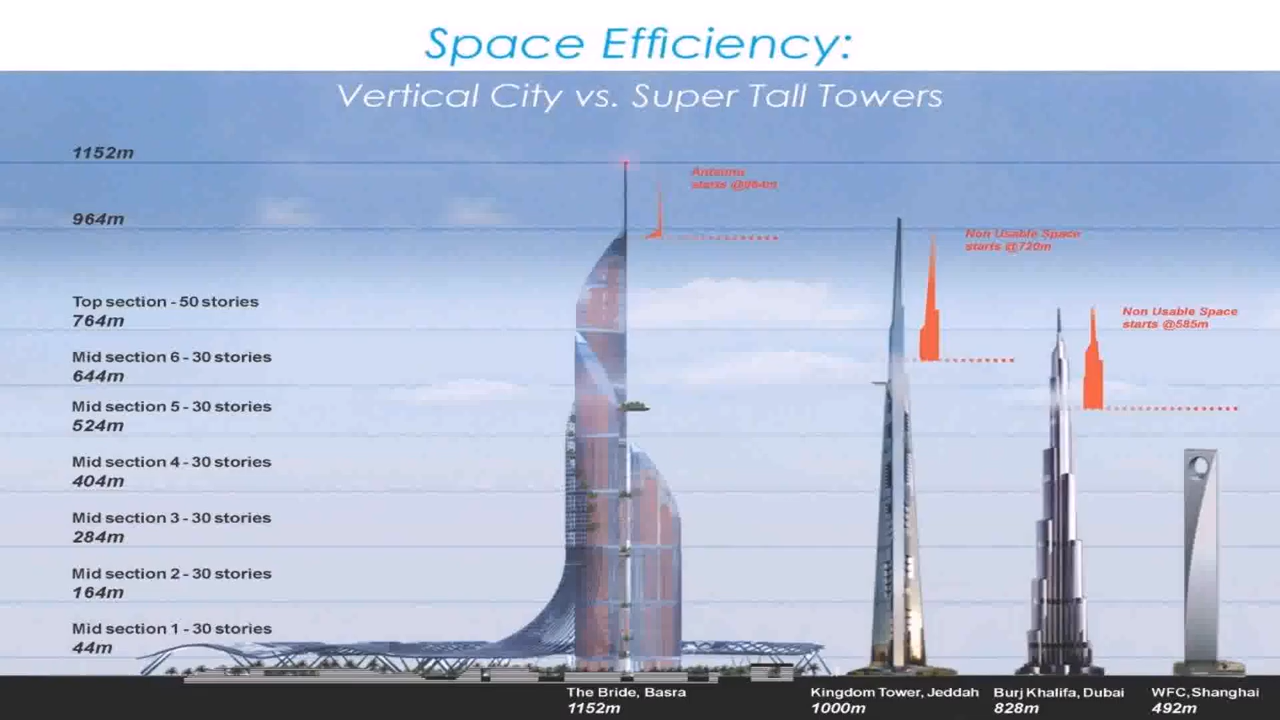 Space Efficiency:
Vertical City vs. Super Tall Towers
1152m
Antenna
starts @964m
964m
Non Usable Space
starts @720m
Top section - 50 stories
764m
Non Usable Space
starts @585m
Mid section 6 - 30 stories
644m
Mid section 5 - 30 stories
524m
Mid section 4 - 30 stories
404m
Mid section 3 - 30 stories
284m
Mid section 2 - 30 stories
164m
Mid section 1 - 30 stories
44m
The Bride, Basra
1152m
Kingdom Tower, Jeddah
1000m
Burj Khalifa, Dubai
828m
WFC, Shanghai
492m